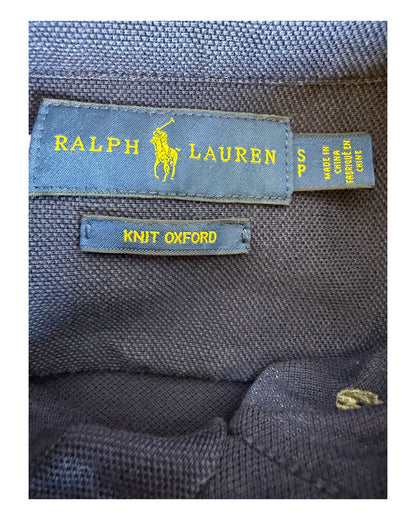 RALPH LAUREN
S
P
MADE IN
CHINA
FABRIQUÉ EN
CHINE
KNIT OXFORD